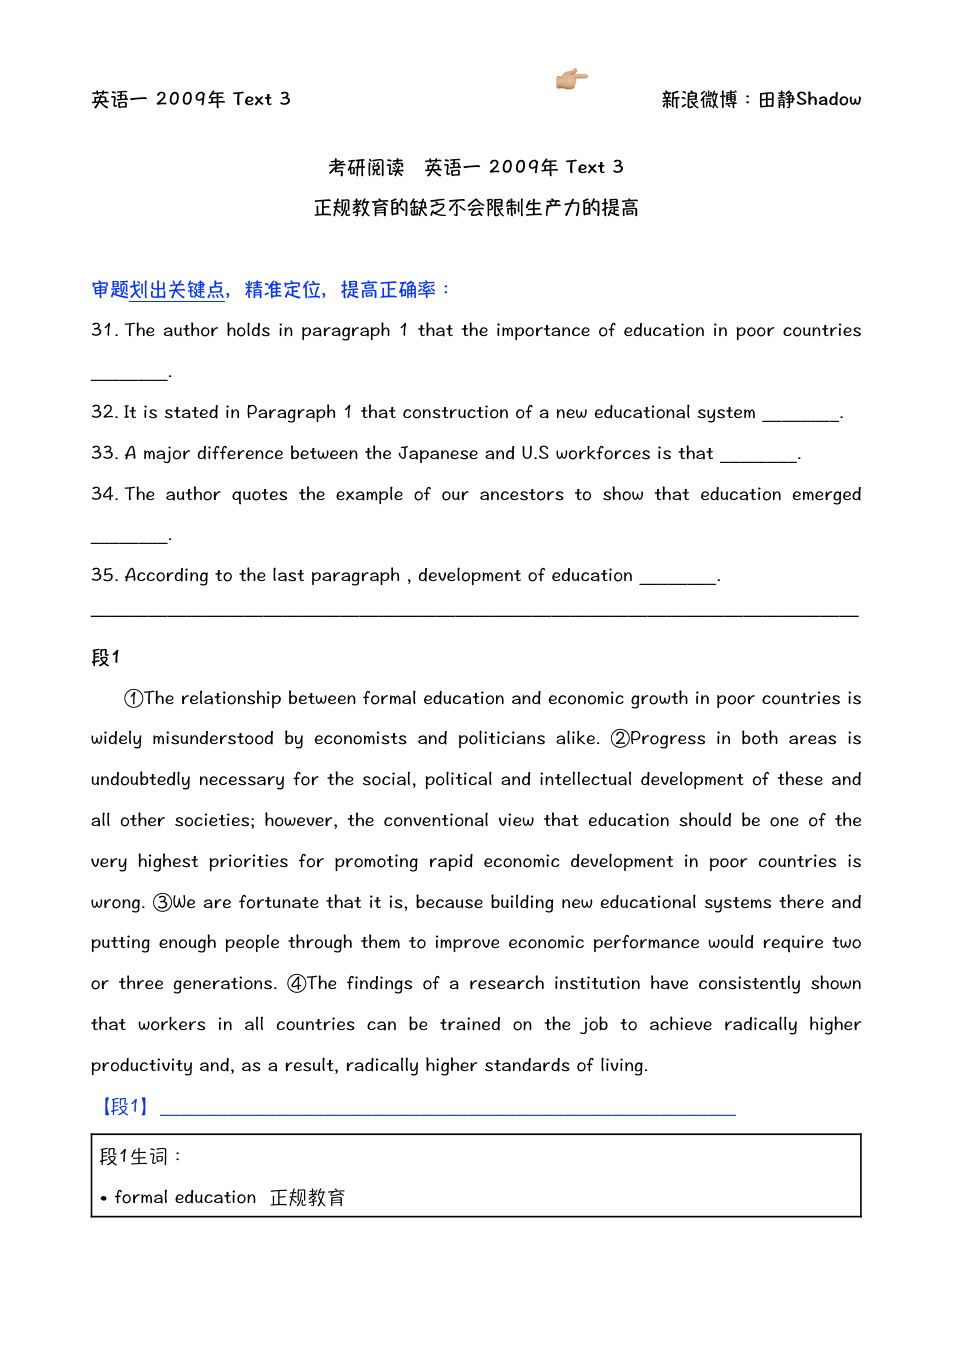 英语一 2009年 Text 3 新浪微博：田静Shadow
考研阅读 英语一 2009年 Text 3
正规教育的缺乏不会限制生产力的提高
审题划出关键点，精准定位，提高正确率：
31. The author holds in paragraph 1 that the importance of education in poor countries
________.
32. It is stated in Paragraph 1 that construction of a new educational system ________.
33. A major difference between the Japanese and U.S workforces is that ________.
34. The author quotes the example of our ancestors to show that education emerged
________.
35. According to the last paragraph , development of education ________.
段1
①The relationship between formal education and economic growth in poor countries is
widely misunderstood by economists and politicians alike. ②Progress in both areas is
undoubtedly necessary for the social, political and intellectual development of these and
all other societies; however, the conventional view that education should be one of the
very highest priorities for promoting rapid economic development in poor countries is
wrong. ③We are fortunate that it is, because building new educational systems there and
putting enough people through them to improve economic performance would require two
or three generations. ④The findings of a research institution have consistently shown
that workers in all countries can be trained on the job to achieve radically higher
productivity and, as a result, radically higher standards of living.
【段1】____________________________________________________________
段1生词：
• formal education 正规教育